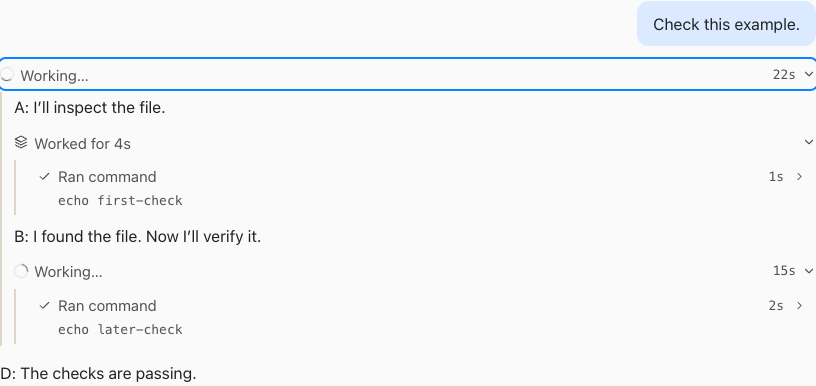 Check this example.
Working... 22s
A: I’ll inspect the file.
Worked for 4s
Ran command 1s
echo first-check
B: I found the file. Now I’ll verify it.
Working... 15s
Ran command 2s
echo later-check
D: The checks are passing.